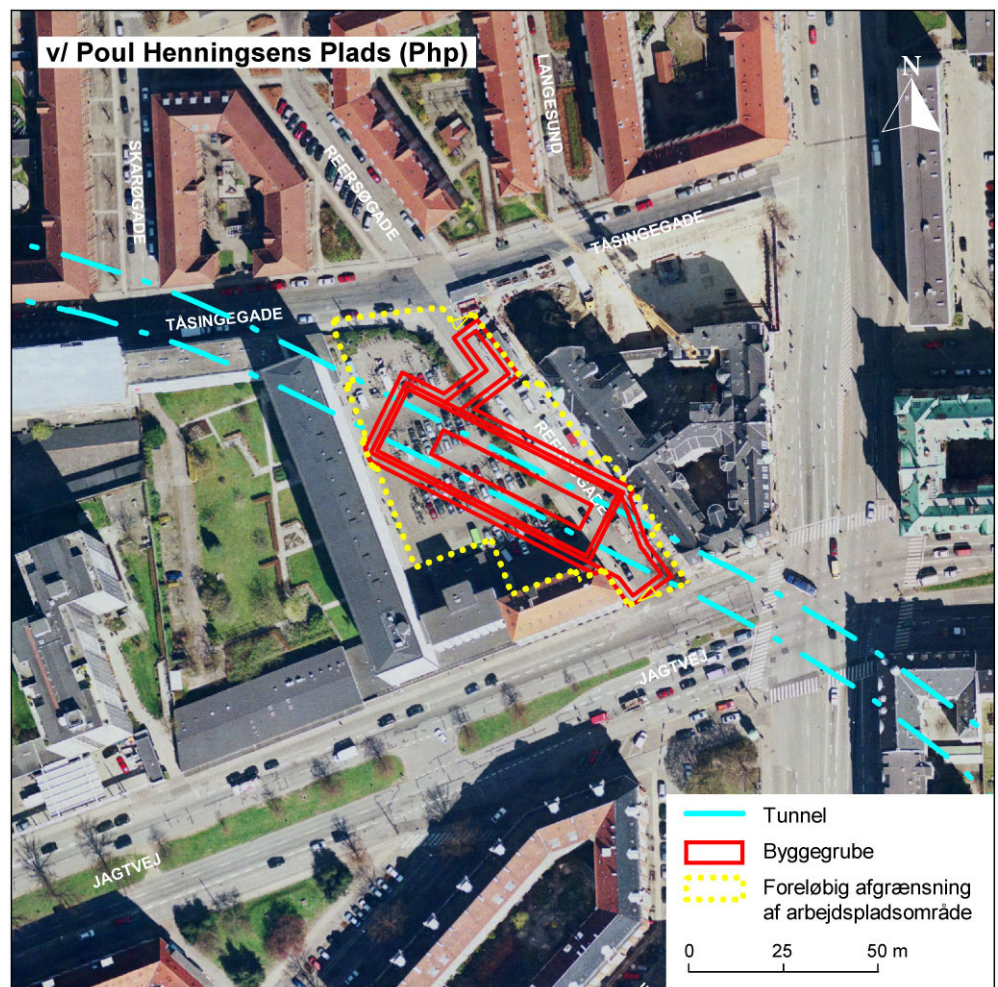 v/ Poul Henningsens Plads (Php)
N
LANGESUND
SKARØGADE
REERSØGADE
TÅSINGEGADE
TÅSINGEGADE
JAGTVEJ
JAGTVEJ
Tunnel
Byggegrube
Foreløbig afgrænsning
af arbejdspladsområde
0 25 50 m